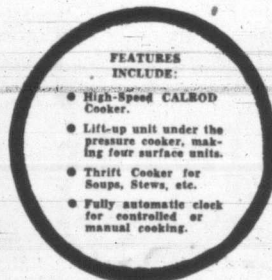 FEATURES
INCLUDE:
● High-Speed CALROD
Cooker.
● Lift-up unit under the
pressure cooker, mak-
ing four surface units.
● Thrift Cooker for
Soups, Stews, etc.
● Fully automatic clock
for controlled or
manual cooking.